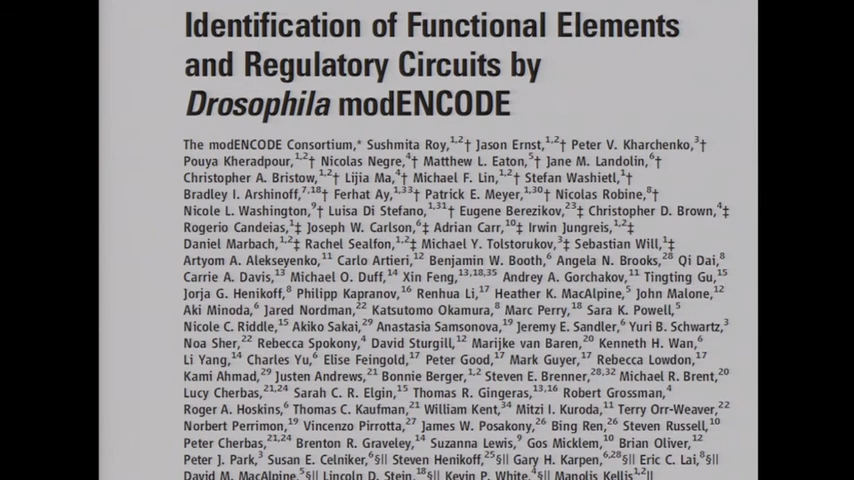 Identification of Functional Elements
and Regulatory Circuits by
Drosophila modENCODE
The modENCODE Consortium,* Sushmita Roy,1,2† Jason Ernst,1,2† Peter V. Kharchenko,3†
Pouya Kheradpour,1,2† Nicolas Negre,4† Matthew L. Eaton,5† Jane M. Landolin,6†
Christopher A. Bristow,1,2† Lijia Ma,4† Michael F. Lin,1,2† Stefan Washietl,1†
Bradley I. Arshinoff,7,18† Ferhat Ay,1,33† Patrick E. Meyer,1,30† Nicolas Robine,8†
Nicole L. Washington,9† Luisa Di Stefano,1,31† Eugene Berezikov,23‡ Christopher D. Brown,4‡
Rogerio Candeias,1‡ Joseph W. Carlson,6‡ Adrian Carr,10‡ Irwin Jungreis,1,2‡
Daniel Marbach,1,2‡ Rachel Sealfon,1,2‡ Michael Y. Tolstorukov,3‡ Sebastian Will,1‡
Artyom A. Alekseyenko,11 Carlo Artieri,12 Benjamin W. Booth,6 Angela N. Brooks,28 Qi Dai,8
Carrie A. Davis,13 Michael O. Duff,14 Xin Feng,13,18,35 Andrey A. Gorchakov,11 Tingting Gu,15
Jorja G. Henikoff,8 Philipp Kapranov,16 Renhua Li,17 Heather K. MacAlpine,5 John Malone,12
Aki Minoda,6 Jared Nordman,22 Katsutomo Okamura,8 Marc Perry,18 Sara K. Powell,5
Nicole C. Riddle,15 Akiko Sakai,29 Anastasia Samsonova,19 Jeremy E. Sandler,6 Yuri B. Schwartz,3
Noa Sher,22 Rebecca Spokony,4 David Sturgill,12 Marijke van Baren,20 Kenneth H. Wan,6
Li Yang,14 Charles Yu,6 Elise Feingold,17 Peter Good,17 Mark Guyer,17 Rebecca Lowdon,17
Kami Ahmad,29 Justen Andrews,21 Bonnie Berger,1,2 Steven E. Brenner,28,32 Michael R. Brent,20
Lucy Cherbas,21,24 Sarah C. R. Elgin,15 Thomas R. Gingeras,13,16 Robert Grossman,4
Roger A. Hoskins,6 Thomas C. Kaufman,21 William Kent,34 Mitzi I. Kuroda,11 Terry Orr-Weaver,22
Norbert Perrimon,19 Vincenzo Pirrotta,27 James W. Posakony,26 Bing Ren,26 Steven Russell,10
Peter Cherbas,21,24 Brenton R. Graveley,14 Suzanna Lewis,9 Gos Micklem,10 Brian Oliver,12
Peter J. Park,3 Susan E. Celniker,6§|| Steven Henikoff,25§|| Gary H. Karpen,6,28§|| Eric C. Lai,8§||
David M. MacAlpine,5§|| Lincoln D. Stein,18§|| Kevin P. White,4§|| Manolis Kellis1,2||